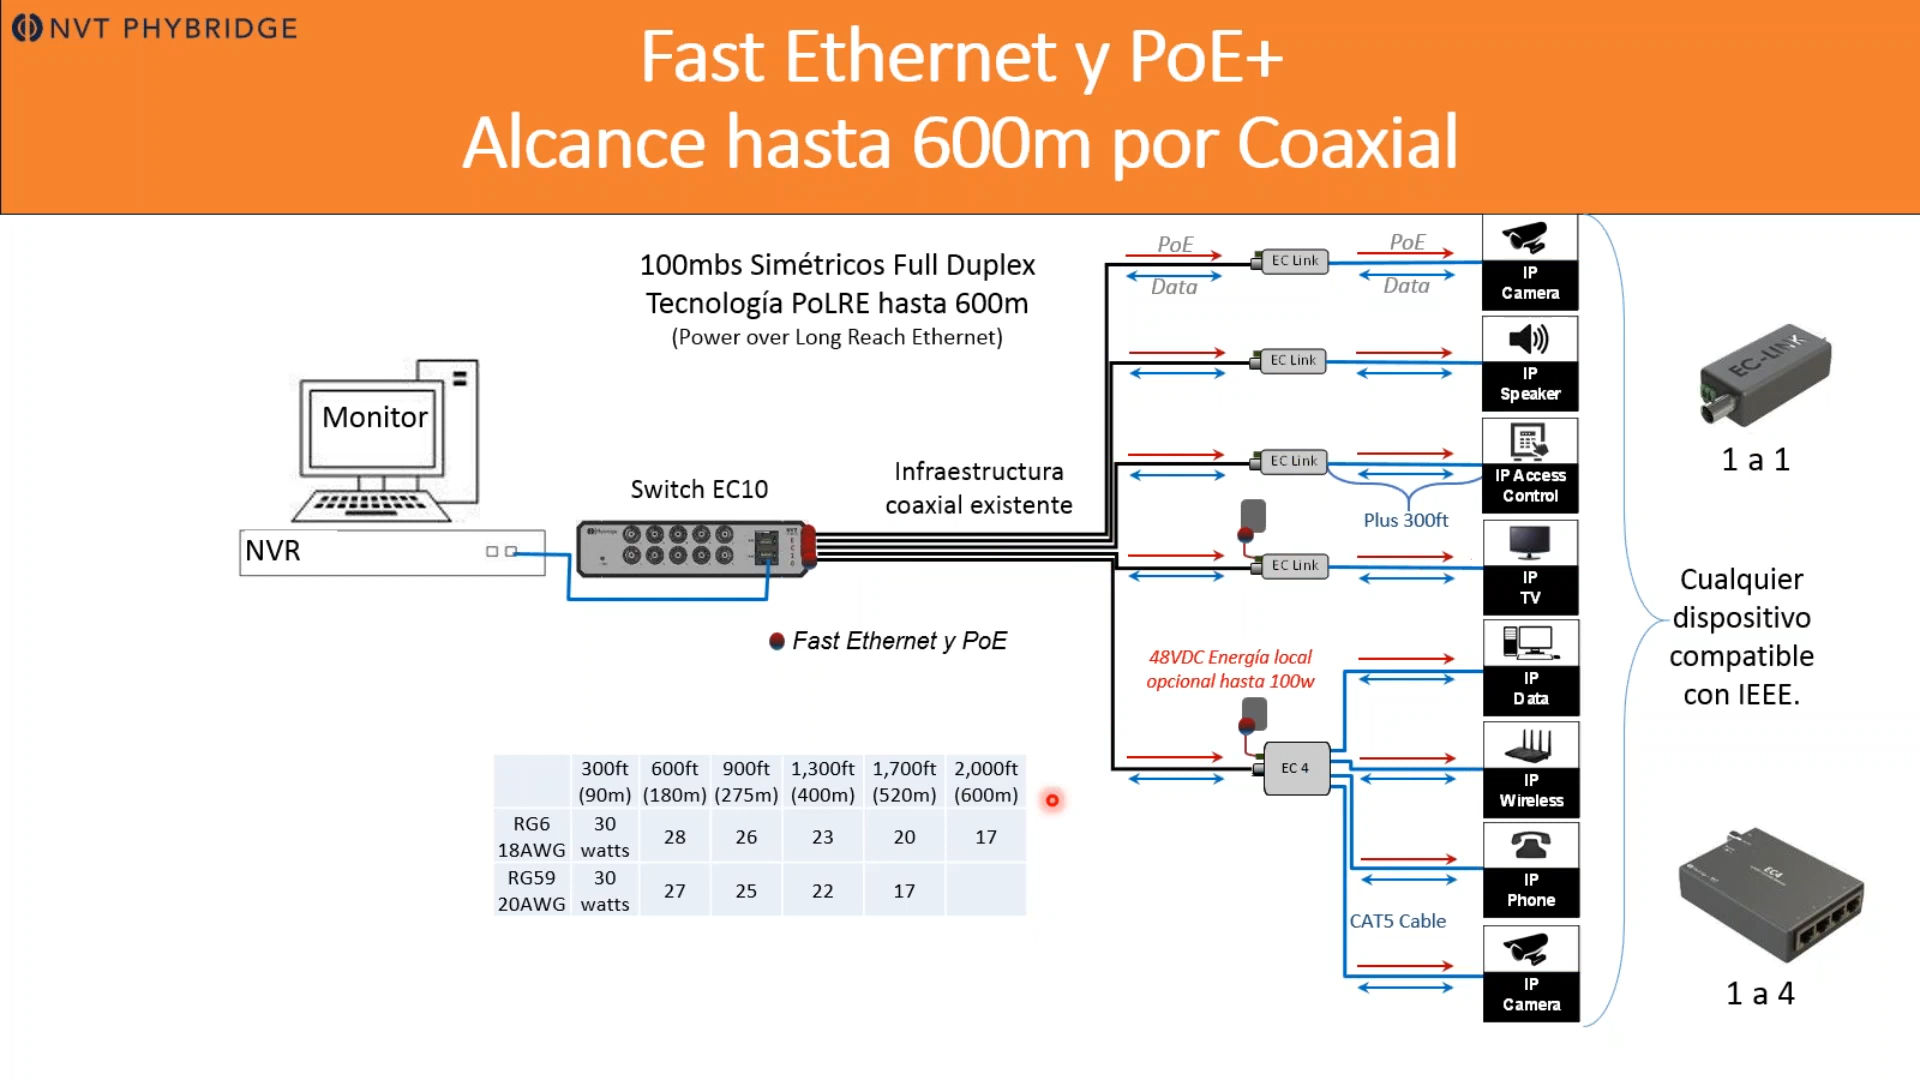 NVT PHYBRIDGE
Fast Ethernet y PoE+
Alcance hasta 600m por Coaxial
100mbs Simétricos Full Duplex
Tecnología PoLRE hasta 600m
(Power over Long Reach Ethernet)
Monitor
NVR
Switch EC10
Infraestructura
coaxial existente
Fast Ethernet y PoE
PoE
Data
EC Link
PoE
Data
IP
Camera
EC Link
IP
Speaker
EC Link
Plus 300ft
IP Access
Control
EC Link
IP
TV
48VDC Energía local
opcional hasta 100w
EC 4
IP
Data
IP
Wireless
IP
Phone
CAT5 Cable
IP
Camera
EC-LINK
1 a 1
Cualquier
dispositivo
compatible
con IEEE.
EC4
1 a 4
300ft 600ft 900ft 1,300ft 1,700ft 2,000ft
(90m) (180m) (275m) (400m) (520m) (600m)
RG6 30
18AWG watts 28 26 23 20 17
RG59 30
20AWG watts 27 25 22 17